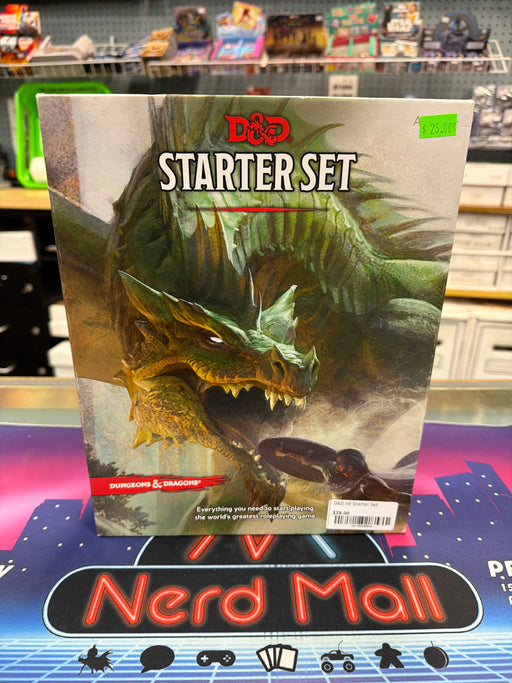 D&D
STARTER SET
$ 25.00
DUNGEONS & DRAGONS®
Everything you need to start playing
the world's greatest roleplaying game
D&D 5E Starter Set
$25.00
Nerd Mall